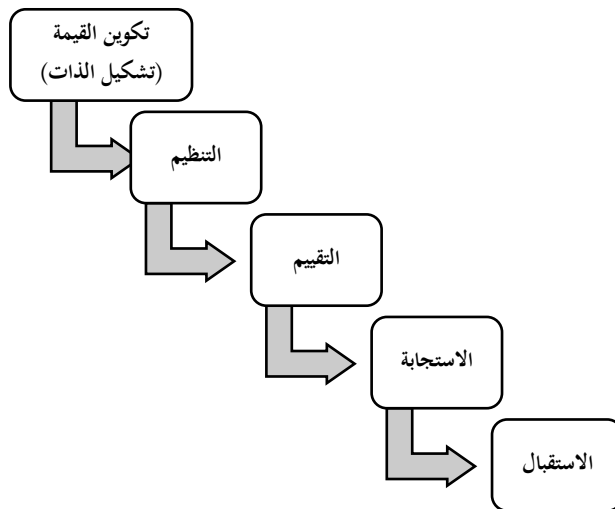 تكوين القيمة
(تشكيل الذات)
التنظيم
التقييم
الاستجابة
الاستقبال